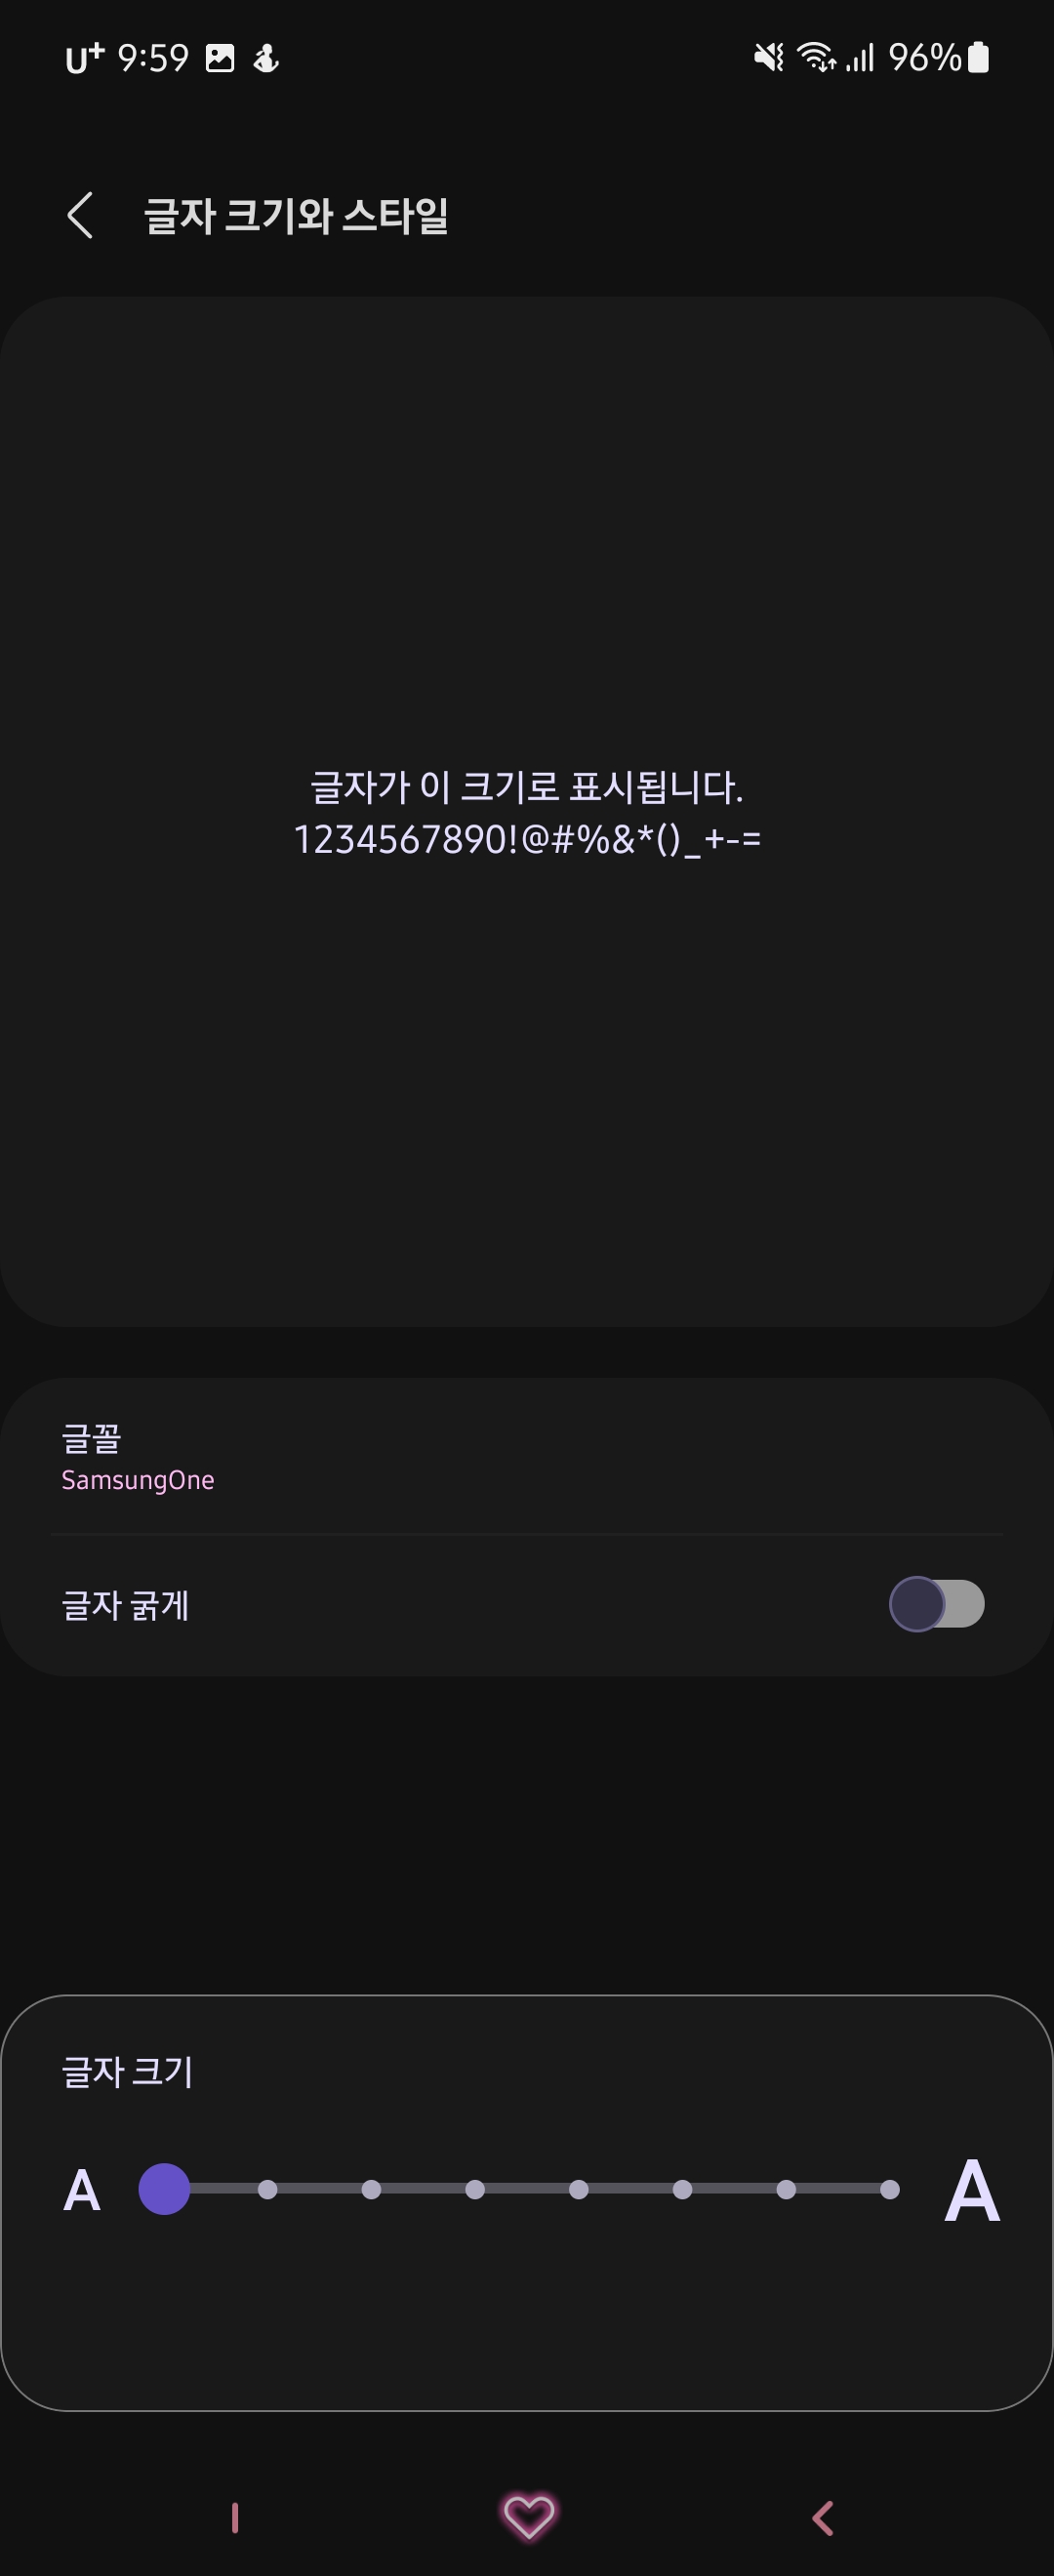 U+ 9:59 96%
글자 크기와 스타일
글자가 이 크기로 표시됩니다.
1234567890!@#%&*()_+-=
글꼴
SamsungOne
글자 굵게
글자 크기
A A